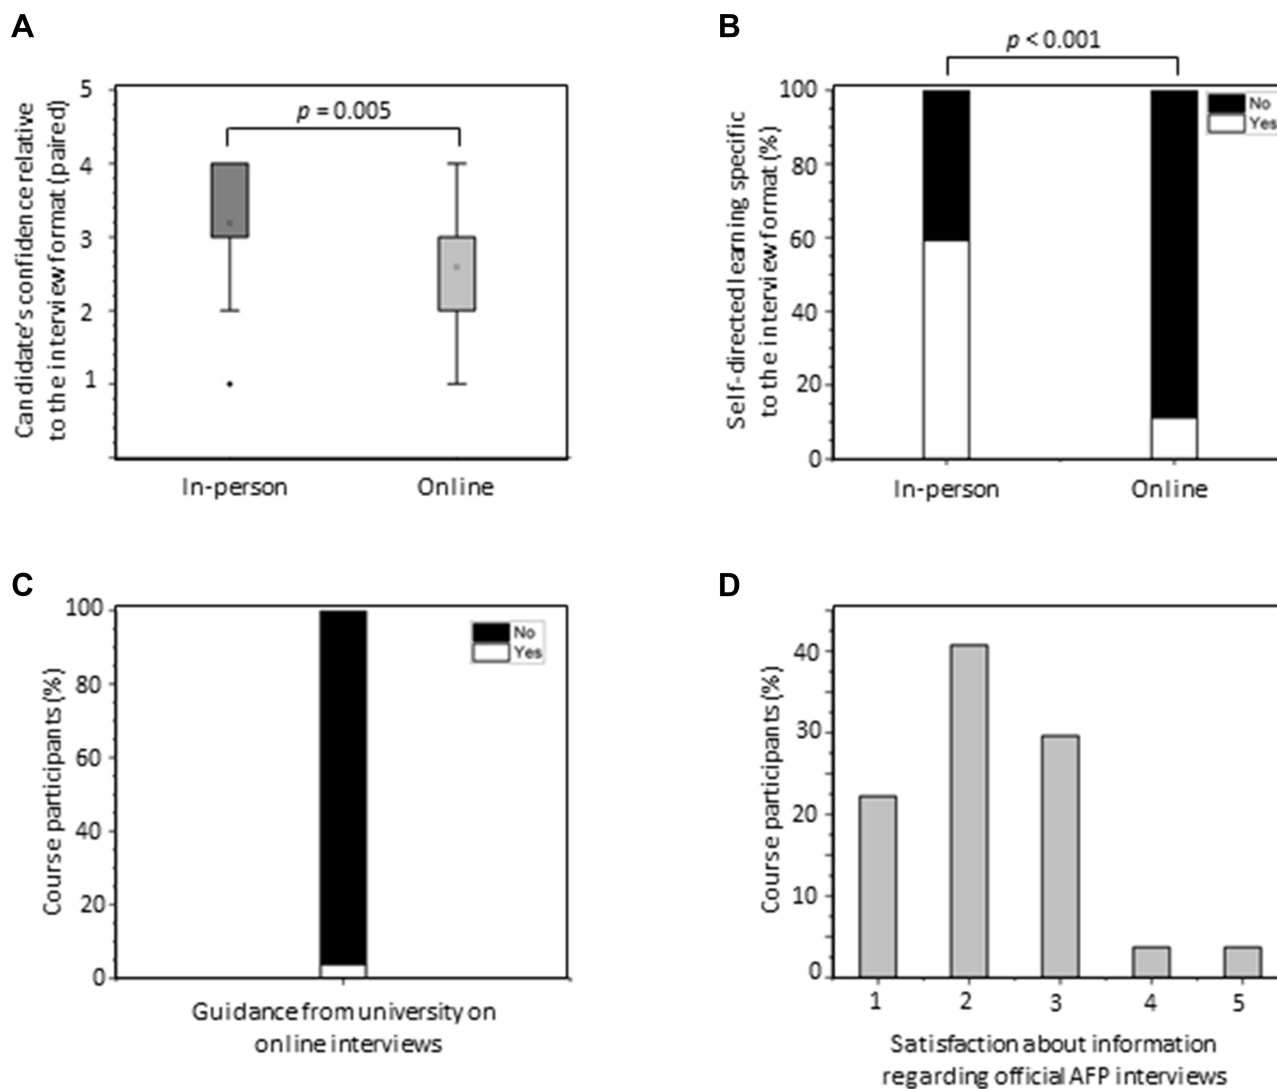 A
p = 0.005
Candidate's confidence relative
to the interview format (paired)
5
4
3
2
1
In-person
Online
B
p < 0.001
Self-directed learning specific
to the interview format (%)
100
80
60
40
20
0
No
Yes
In-person
Online
C
Course participants (%)
100
80
60
40
20
0
No
Yes
Guidance from university on
online interviews
D
Course participants (%)
40
30
20
10
0
1
2
3
4
5
Satisfaction about information
regarding official AFP interviews